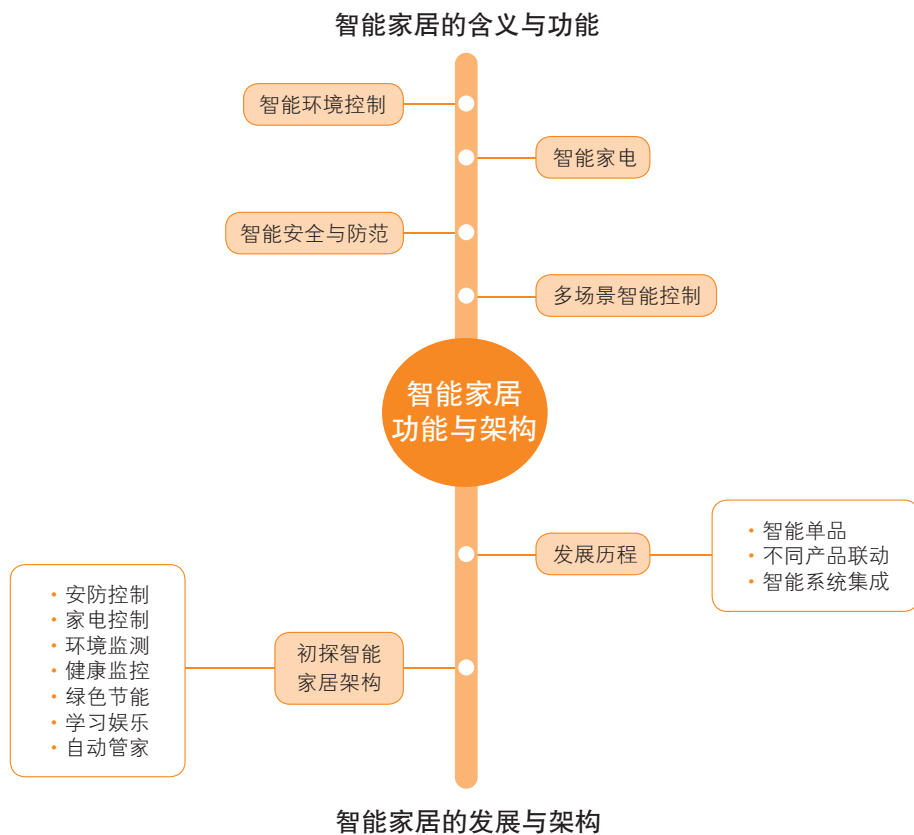 智能家居的含义与功能
智能环境控制
智能家电
智能安全与防范
多场景智能控制
智能家居
功能与架构
发展历程
• 智能单品
• 不同产品联动
• 智能系统集成
初探智能
家居架构
• 安防控制
• 家电控制
• 环境监测
• 健康监控
• 绿色节能
• 学习娱乐
• 自动管家
智能家居的发展与架构